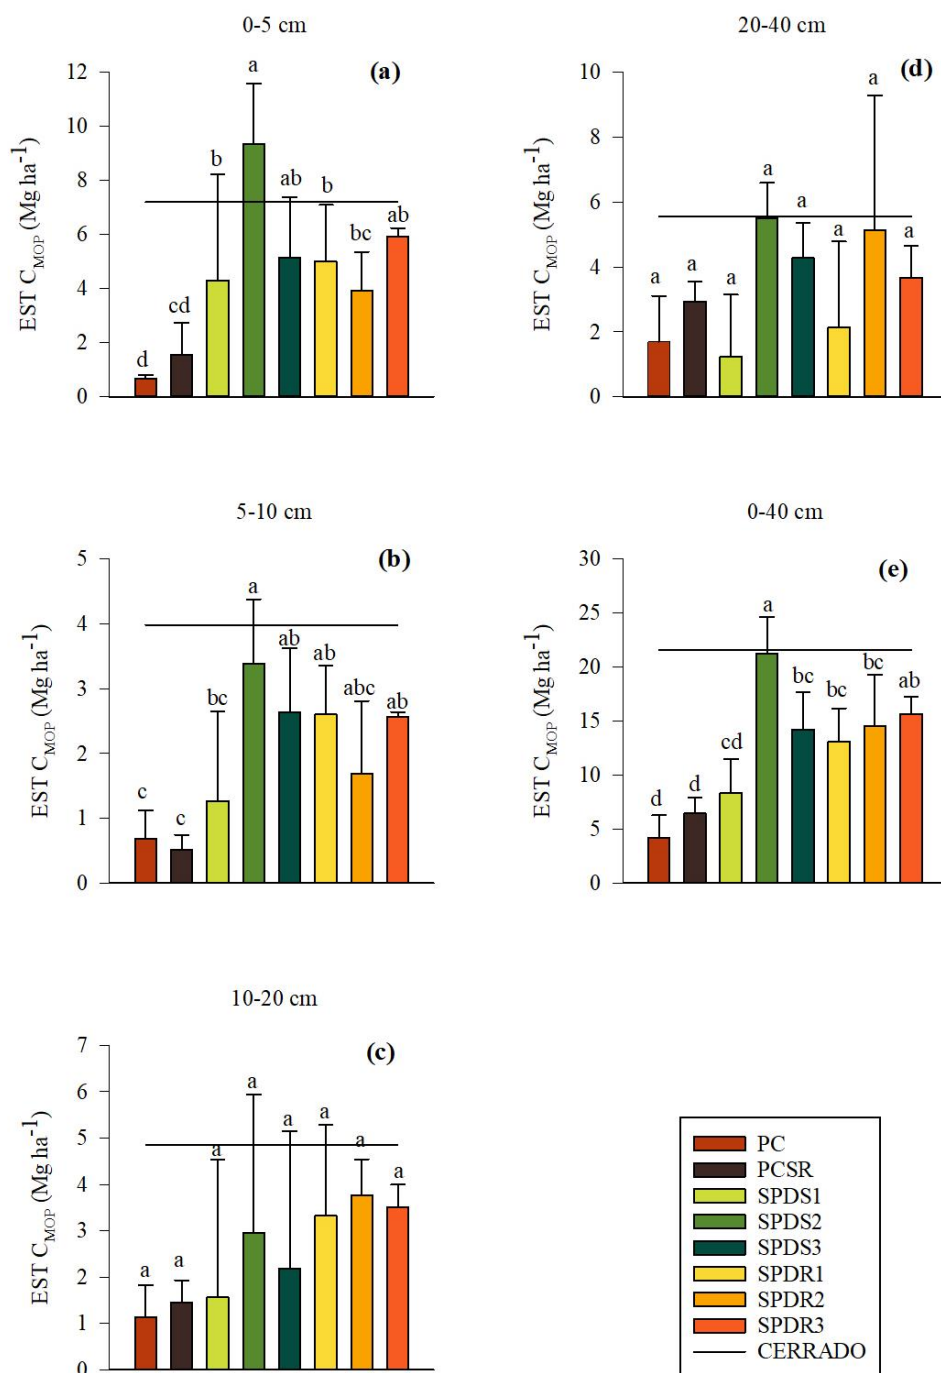 0-5 cm
(a)
EST C_MOP (Mg ha⁻¹)
12
10
8
6
4
2
0
d
cd
b
a
ab
b
bc
ab
20-40 cm
(d)
EST C_MOP (Mg ha⁻¹)
10
8
6
4
2
0
a
a
a
a
a
a
a
a
5-10 cm
(b)
EST C_MOP (Mg ha⁻¹)
5
4
3
2
1
0
c
c
bc
a
ab
ab
abc
ab
0-40 cm
(e)
EST C_MOP (Mg ha⁻¹)
30
25
20
15
10
5
0
d
d
cd
a
bc
bc
bc
ab
10-20 cm
(c)
EST C_MOP (Mg ha⁻¹)
7
6
5
4
3
2
1
0
a
a
a
a
a
a
a
a
PC
PCSR
SPDS1
SPDS2
SPDS3
SPDR1
SPDR2
SPDR3
CERRADO